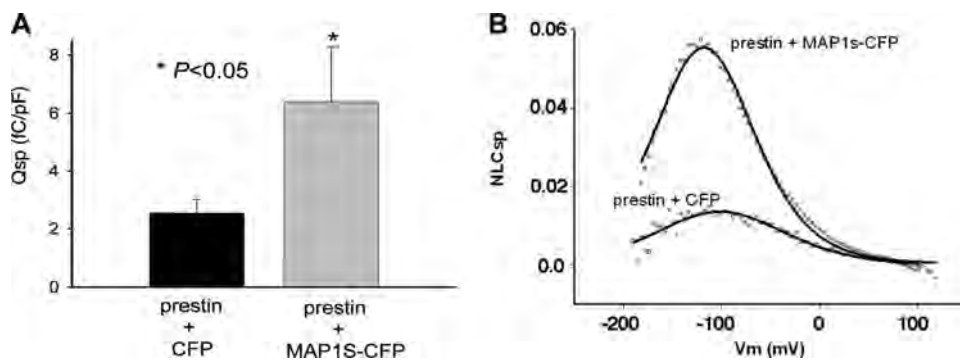 A
Qsp (fC/pF)
8
6
4
2
0
* P<0.05
*
prestin
+
CFP
prestin
+
MAP1S-CFP
B
NLCsp
0.06
0.04
0.02
0.0
prestin + MAP1s-CFP
prestin + CFP
-200 -100 0 100
Vm (mV)